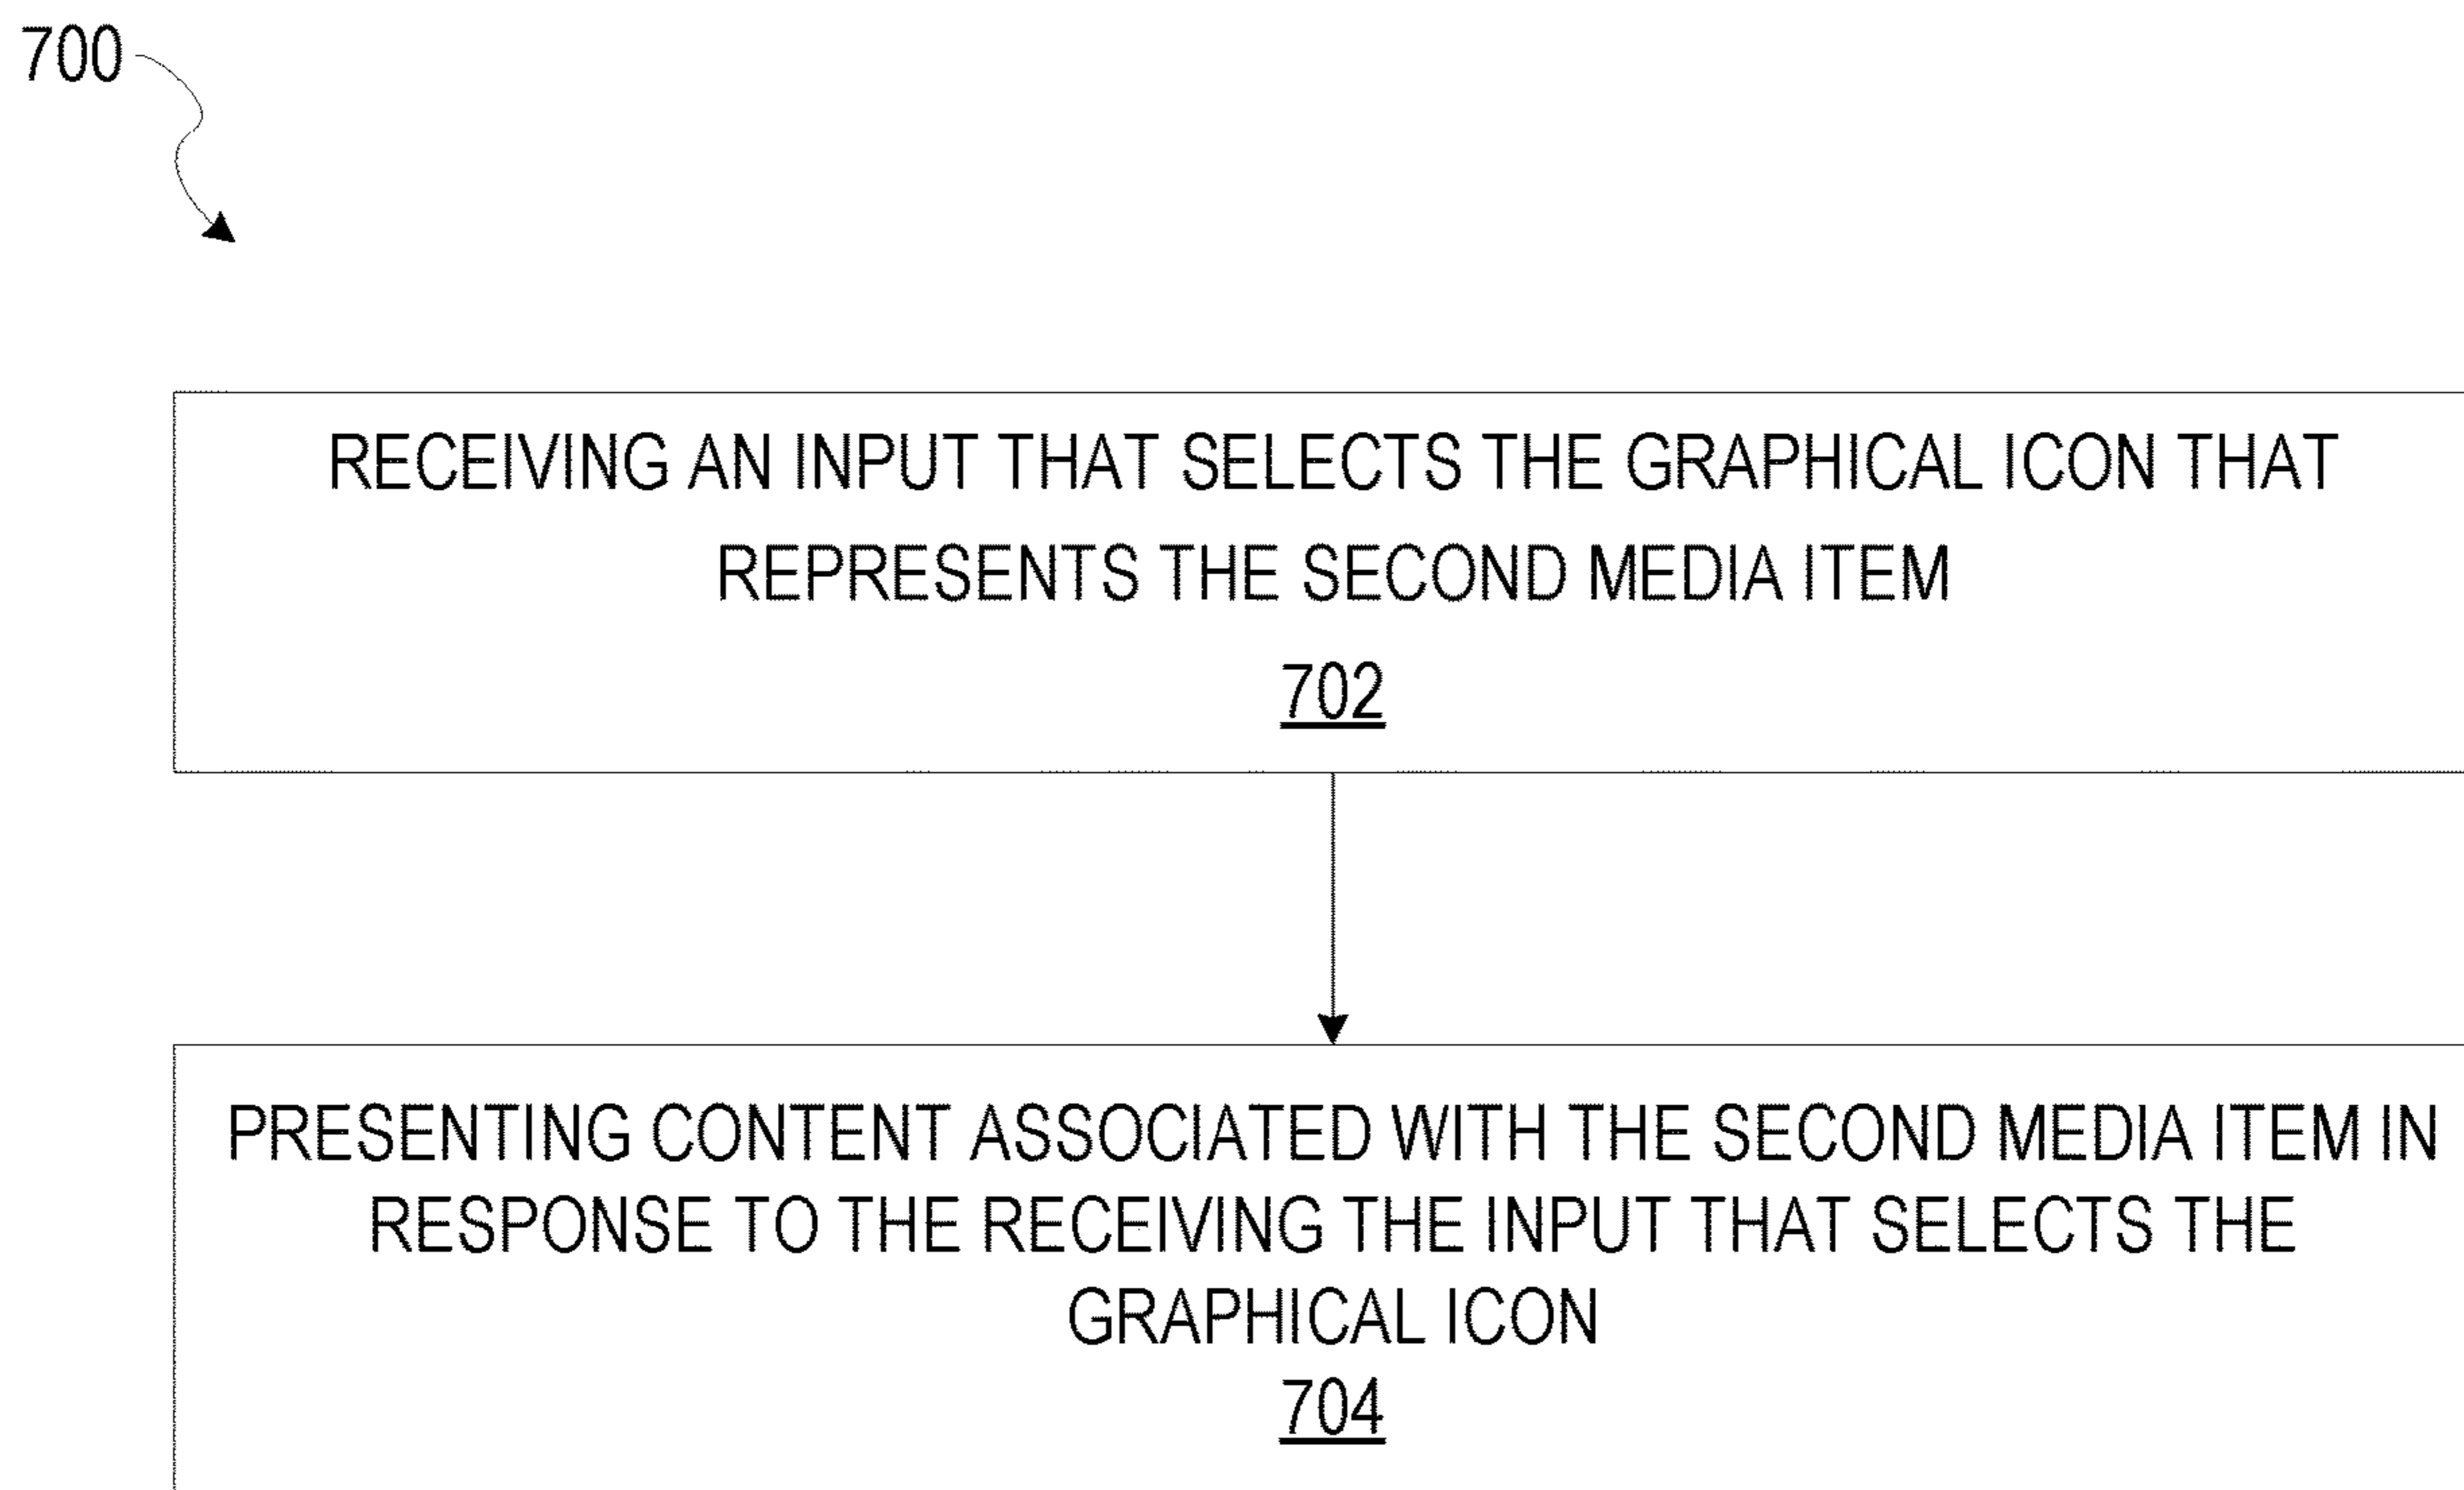 700
RECEIVING AN INPUT THAT SELECTS THE GRAPHICAL ICON THAT
REPRESENTS THE SECOND MEDIA ITEM
702
PRESENTING CONTENT ASSOCIATED WITH THE SECOND MEDIA ITEM IN
RESPONSE TO THE RECEIVING THE INPUT THAT SELECTS THE
GRAPHICAL ICON
704